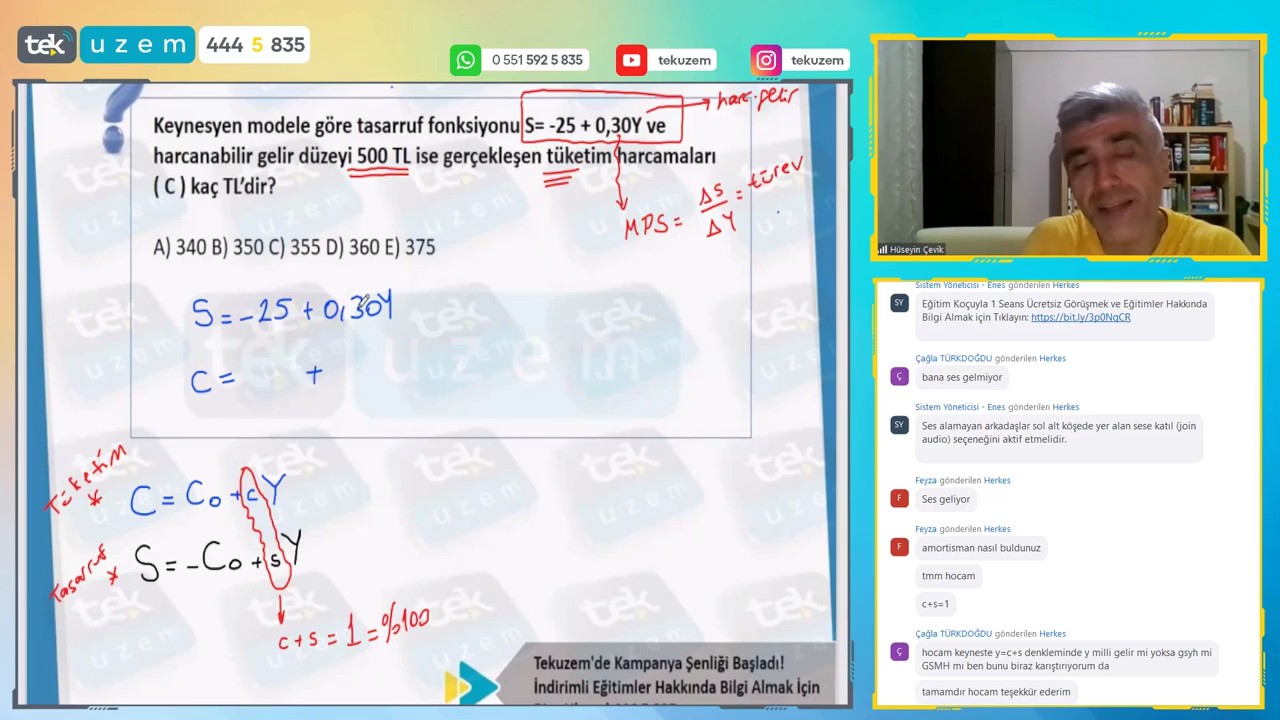 tek uzem 444 5 835
0 551 592 5 835
tekuzem
tekuzem
Keynesyen modele göre tasarruf fonksiyonu S= -25 + 0,30Y ve
harcanabilir gelir düzeyi 500 TL ise gerçekleşen tüketim harcamaları
( C ) kaç TL'dir?
harc.gelir
MPS = ΔS / ΔY = türev
A) 340 B) 350 C) 355 D) 360 E) 375
S = -25 + 0,30Y
C = +
Tüketim *
C = Co + cY
Tasarruf *
S = -Co + sY
c+s = 1 = %100
Tekuzem'de Kampanya Şenliği Başladı!
İndirimli Eğitimler Hakkında Bilgi Almak İçin
Hüseyin Çevik
Sistem Yöneticisi - Enes gönderilen Herkes
SY
Eğitim Koçuyla 1 Seans Ücretsiz Görüşmek ve Eğitimler Hakkında
Bilgi Almak için Tıklayın: https://bit.ly/3p0NqCR
Çağla TÜRKDOĞDU gönderilen Herkes
Ç
bana ses gelmiyor
Sistem Yöneticisi - Enes gönderilen Herkes
SY
Ses alamayan arkadaşlar sol alt köşede yer alan sese katıl (join
audio) seçeneğini aktif etmelidir.
Feyza gönderilen Herkes
F
Ses geliyor
Feyza gönderilen Herkes
F
amortisman nasıl buldunuz
tmm hocam
c+s=1
Çağla TÜRKDOĞDU gönderilen Herkes
Ç
hocam keyneste y=c+s denkleminde y milli gelir mi yoksa gsyh mi
GSMH mı ben bunu biraz karıştırıyorum da
tamamdır hocam teşekkür ederim